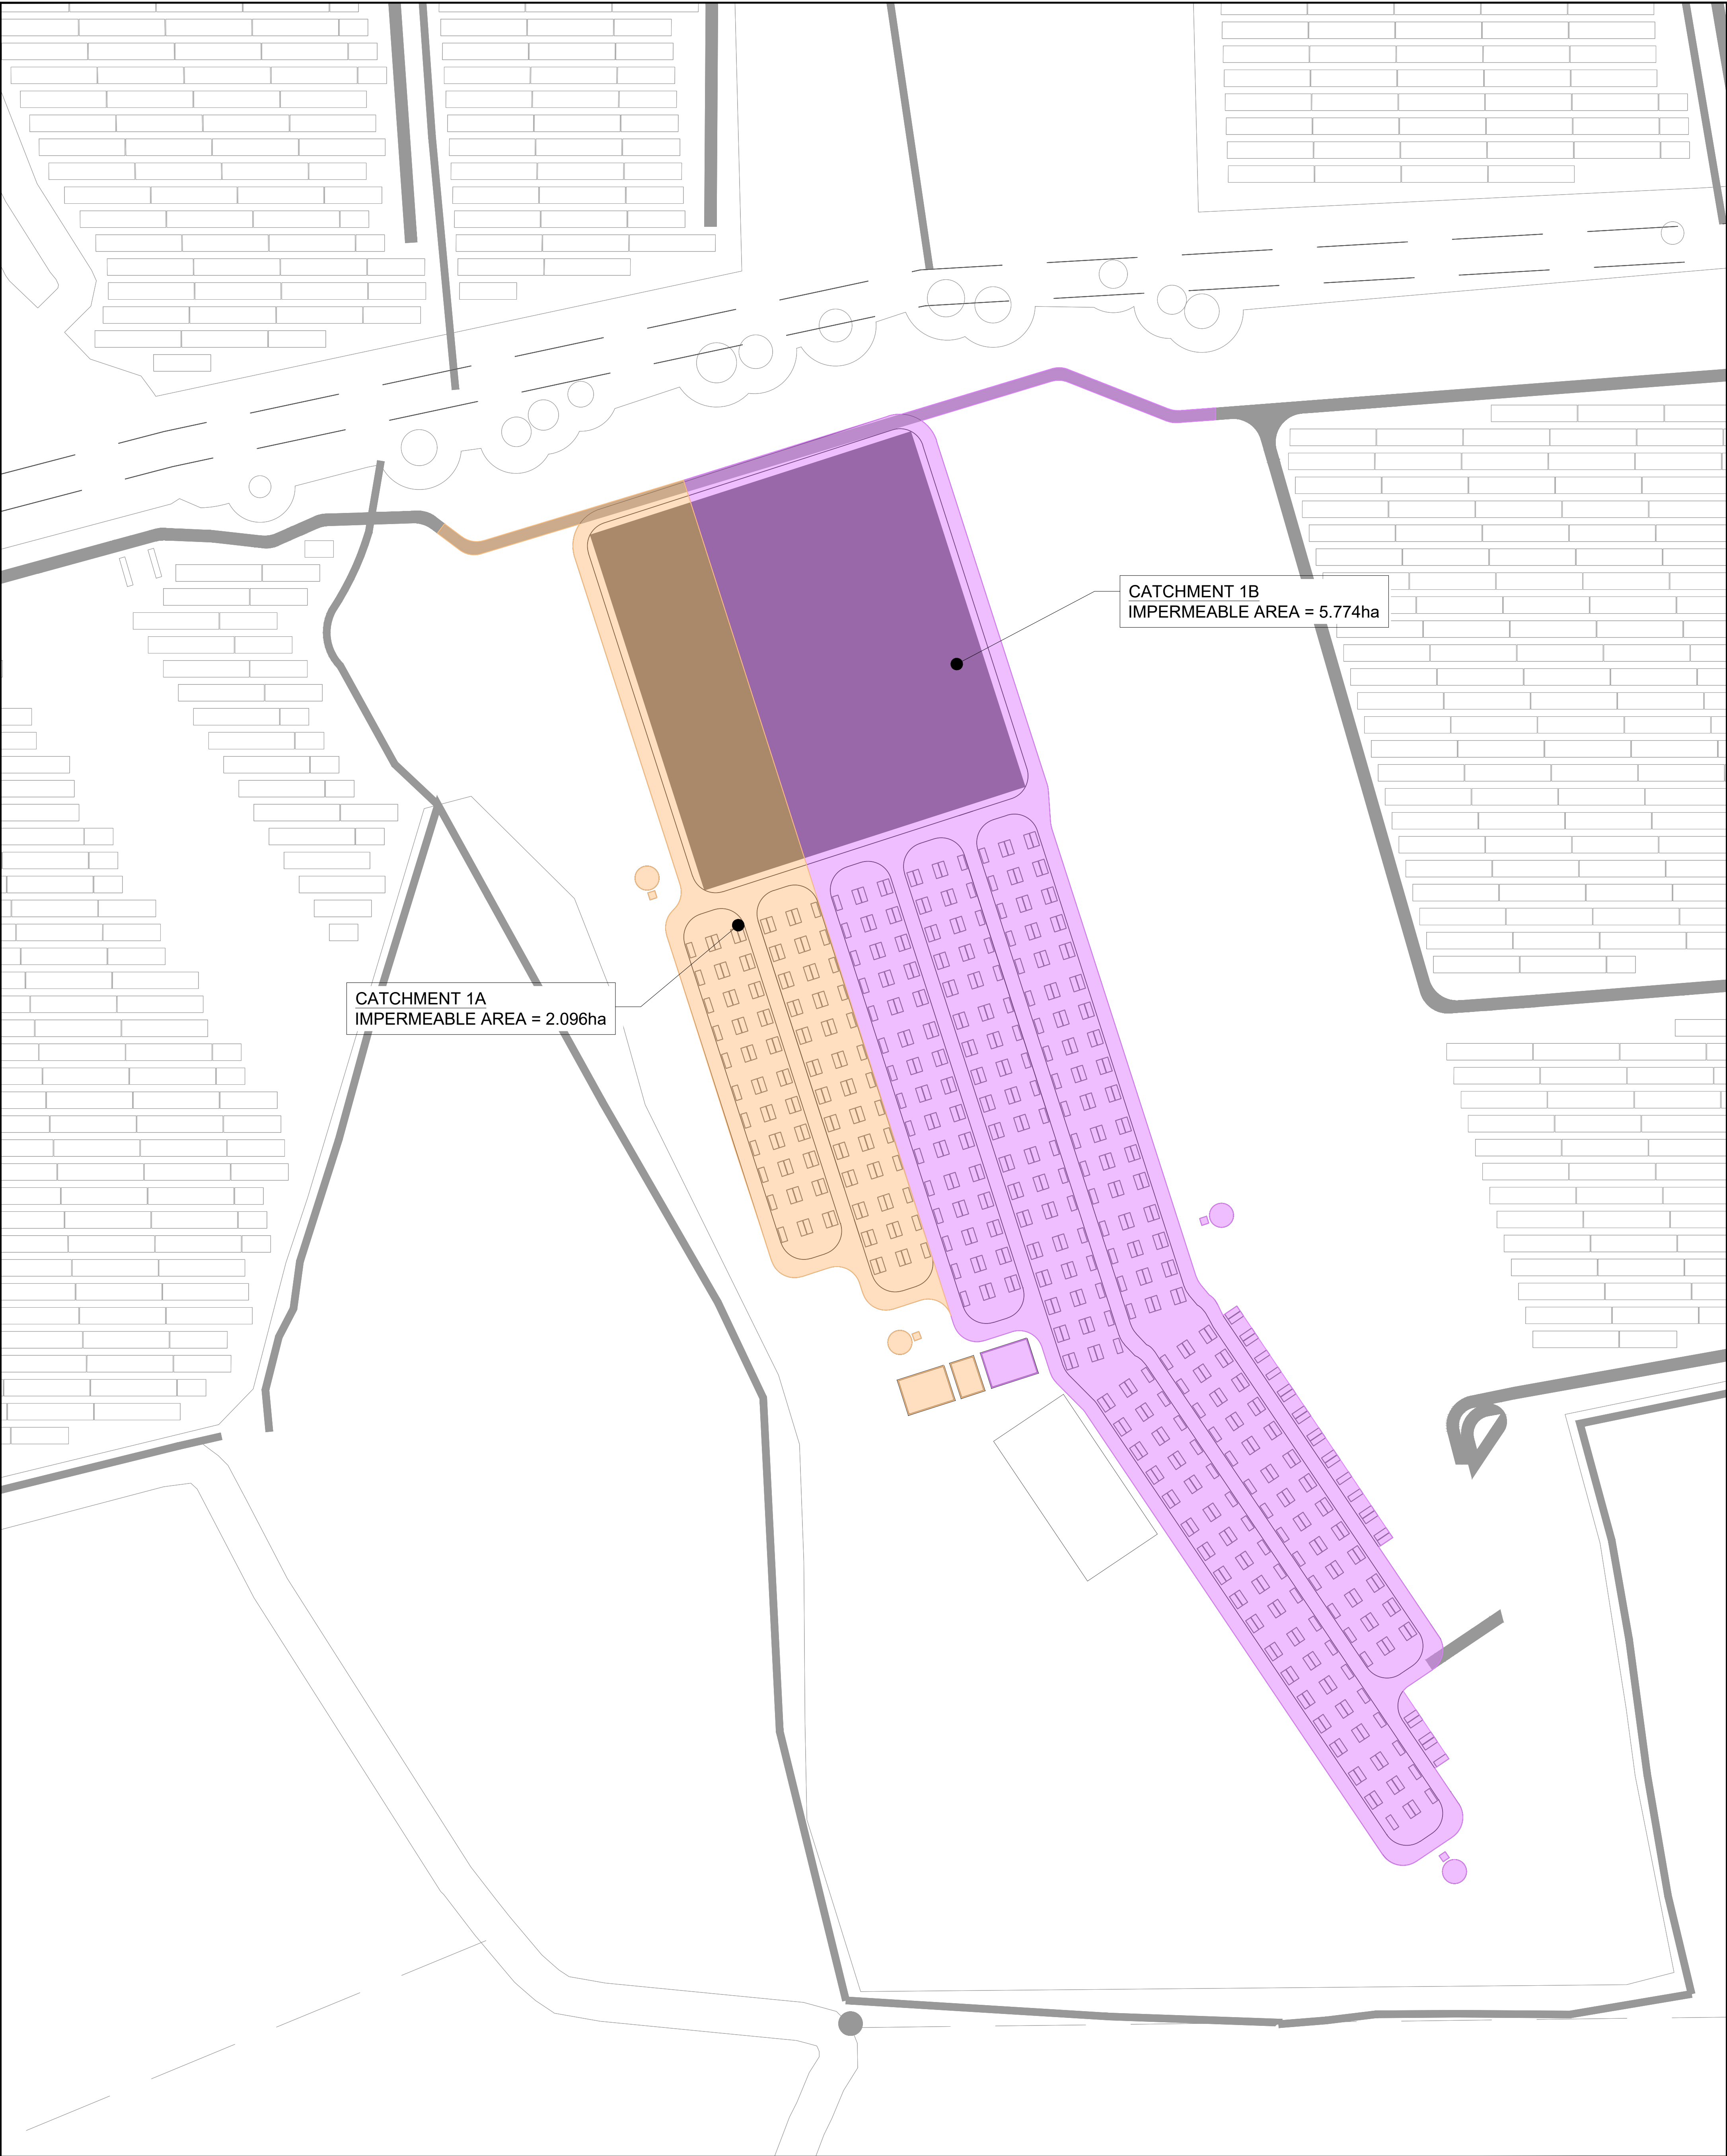 CATCHMENT 1B
IMPERMEABLE AREA = 5.774ha
CATCHMENT 1A
IMPERMEABLE AREA = 2.096ha